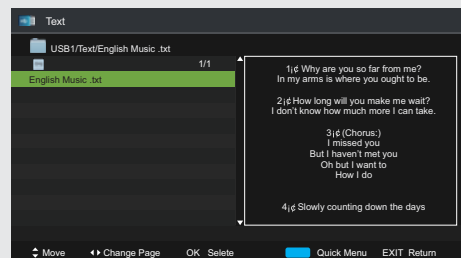 Text
USB1/Text/English Music .txt
1/1
English Music .txt
1¡¢ Why are you so far from me?
In my arms is where you ought to be.
2¡¢ How long will you make me wait?
I don't know how much more I can take.
3¡¢ (Chorus:)
I missed you
But I haven't met you
Oh but I want to
How I do
4¡¢ Slowly counting down the days
Move Change Page OK Selete Quick Menu EXIT Return